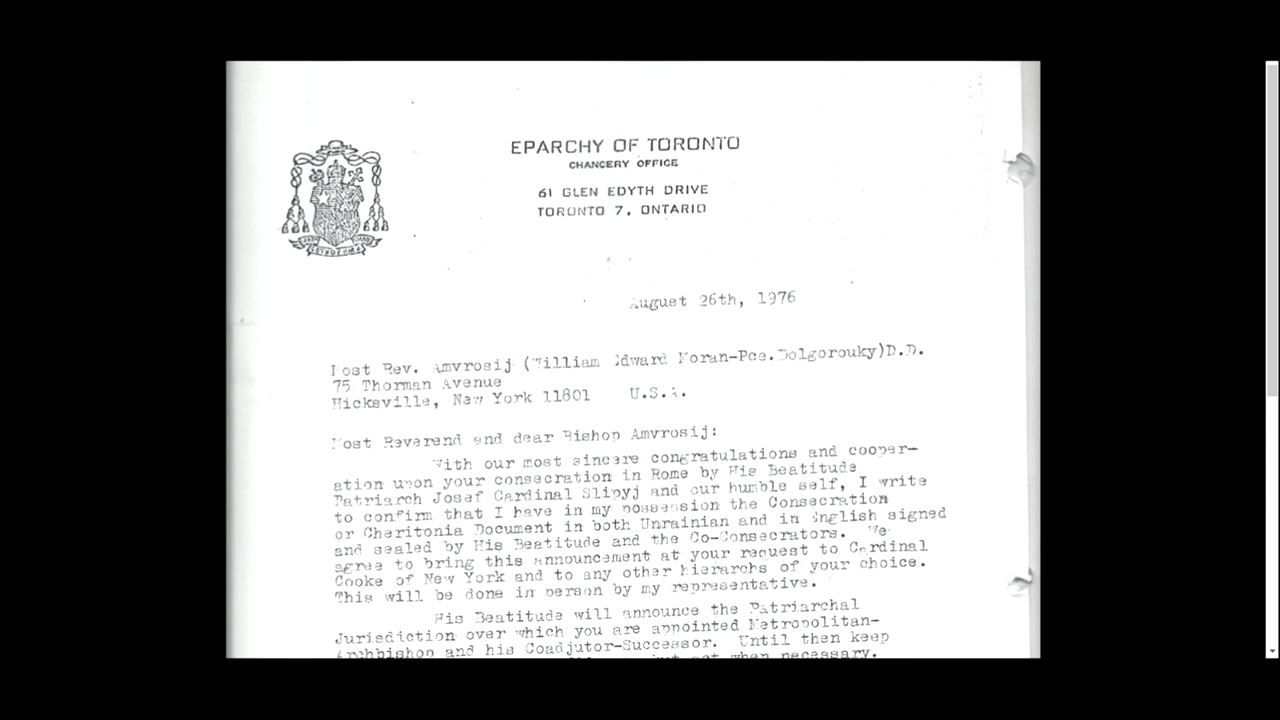 EPARCHY OF TORONTO
CHANCERY OFFICE
61 GLEN EDYTH DRIVE
TORONTO 7, ONTARIO
August 26th, 1976
Most Rev. Amvrosij (William Edward Moran-Pce.Dolgorouky)D.D.
75 Thorman Avenue
Hicksville, New York 11801 U.S.A.
Most Reverend and dear Bishop Amvrosij:
With our most sincere congratulations and cooper-
ation upon your consecration in Rome by His Beatitude
Patriarch Josef Cardinal Slipyj and our humble self, I write
to confirm that I have in my possession the Consecration
or Cheritonia Document in both Unrainian and in English signed
and sealed by His Beatitude and the Co-Consecrators. We
agree to bring this announcement at your request to Cardinal
Cooke of New York and to any other hierarchs of your choice.
This will be done in person by my representative.
His Beatitude will announce the Patriarchal
Jurisdiction over which you are appointed Metropolitan-
Archbishop and his Coadjutor-Successor. Until then keep
but act when necessary.